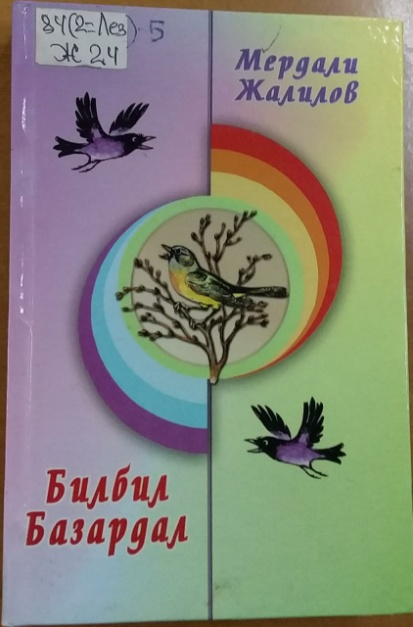 84(2=Лез)-5
Ж 24
Мердали
Жалилов
Билбил
Базардал